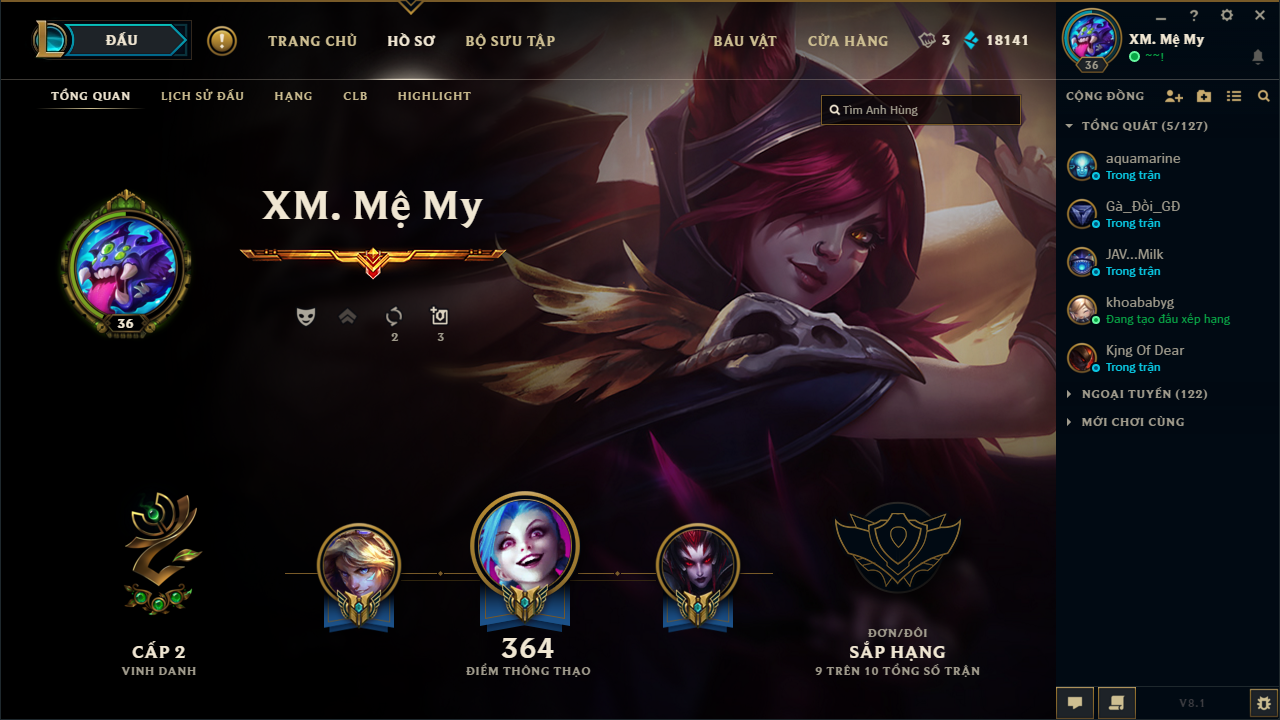 ĐẤU
TRANG CHỦ
HỒ SƠ
BỘ SƯU TẬP
BÁU VẬT
CỬA HÀNG
3
18141
XM. Mệ My
~~!
36
TỔNG QUAN
LỊCH SỬ ĐẤU
HẠNG
CLB
HIGHLIGHT
Tìm Anh Hùng
CỘNG ĐỒNG
TỔNG QUÁT (5/127)
aquamarine
Trong trận
Gà_Đồi_GĐ
Trong trận
JAV...Milk
Trong trận
khoababyg
Đang tạo đấu xếp hạng
Kjng Of Dear
Trong trận
NGOẠI TUYẾN (122)
MỚI CHƠI CÙNG
XM. Mệ My
36
2
3
CẤP 2
VINH DANH
364
ĐIỂM THÔNG THẠO
ĐƠN/ĐÔI
SẮP HẠNG
9 TRÊN 10 TỔNG SỐ TRẬN
V8.1